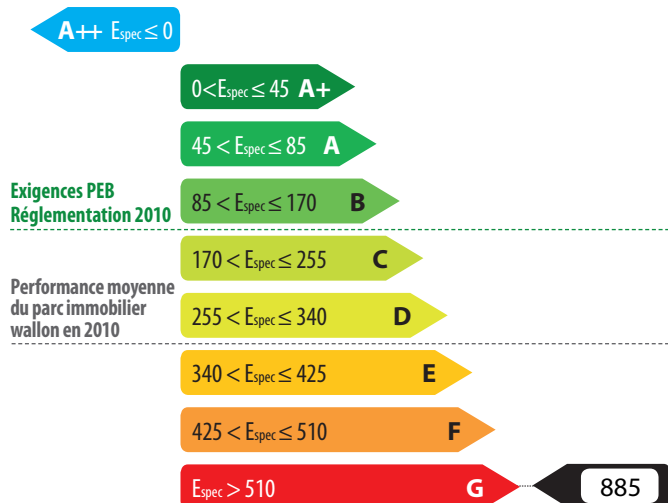 A++ Espec ≤ 0
0 < Espec ≤ 45 A+
45 < Espec ≤ 85 A
Exigences PEB
Réglementation 2010
85 < Espec ≤ 170 B
170 < Espec ≤ 255 C
Performance moyenne
du parc immobilier
wallon en 2010
255 < Espec ≤ 340 D
340 < Espec ≤ 425 E
425 < Espec ≤ 510 F
Espec > 510 G
885